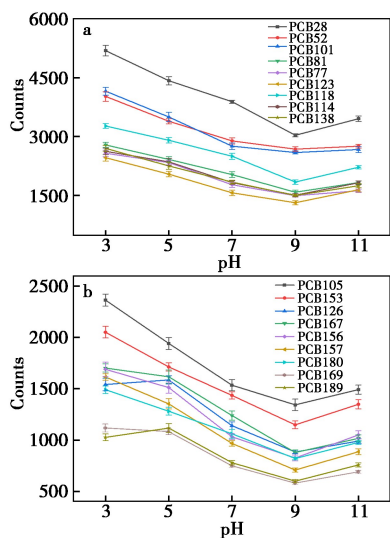 a
6000
4500
3000
1500
Counts
PCB28
PCB52
PCB101
PCB81
PCB77
PCB123
PCB118
PCB114
PCB138
3 5 7 9 11
pH
b
2500
2000
1500
1000
500
Counts
PCB105
PCB153
PCB126
PCB167
PCB156
PCB157
PCB180
PCB169
PCB189
3 5 7 9 11
pH